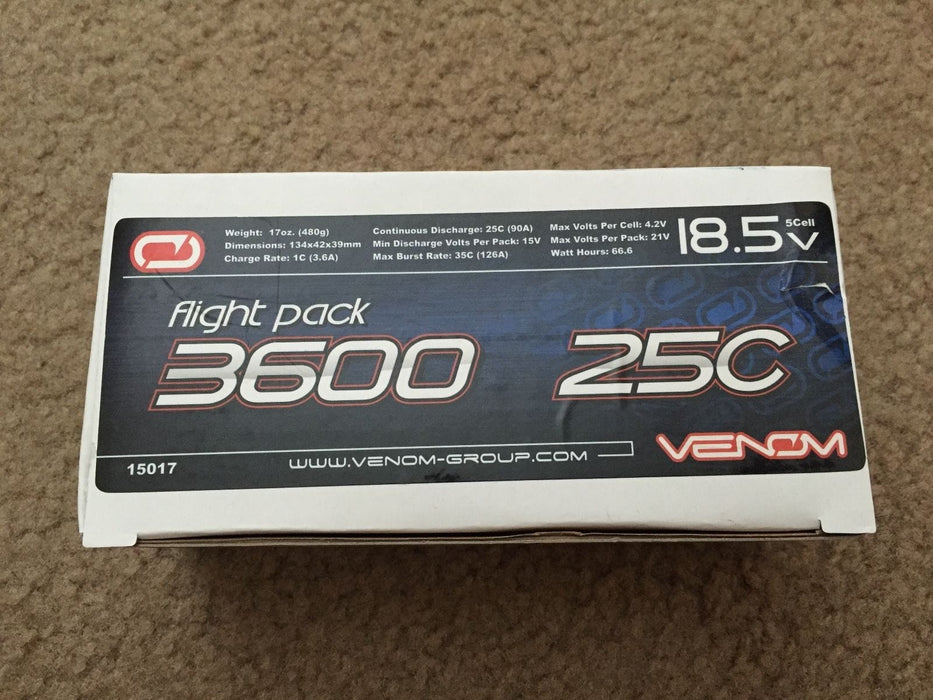 Weight: 17oz. (480g)
Dimensions: 134x42x39mm
Charge Rate: 1C (3.6A)
Continuous Discharge: 25C (90A)
Min Discharge Volts Per Pack: 15V
Max Burst Rate: 35C (126A)
Max Volts Per Cell: 4.2V
Max Volts Per Pack: 21V
Watt Hours: 66.6
18.5v
5Cell
flight pack
3600
25C
15017
WWW.VENOM-GROUP.COM
VENOM